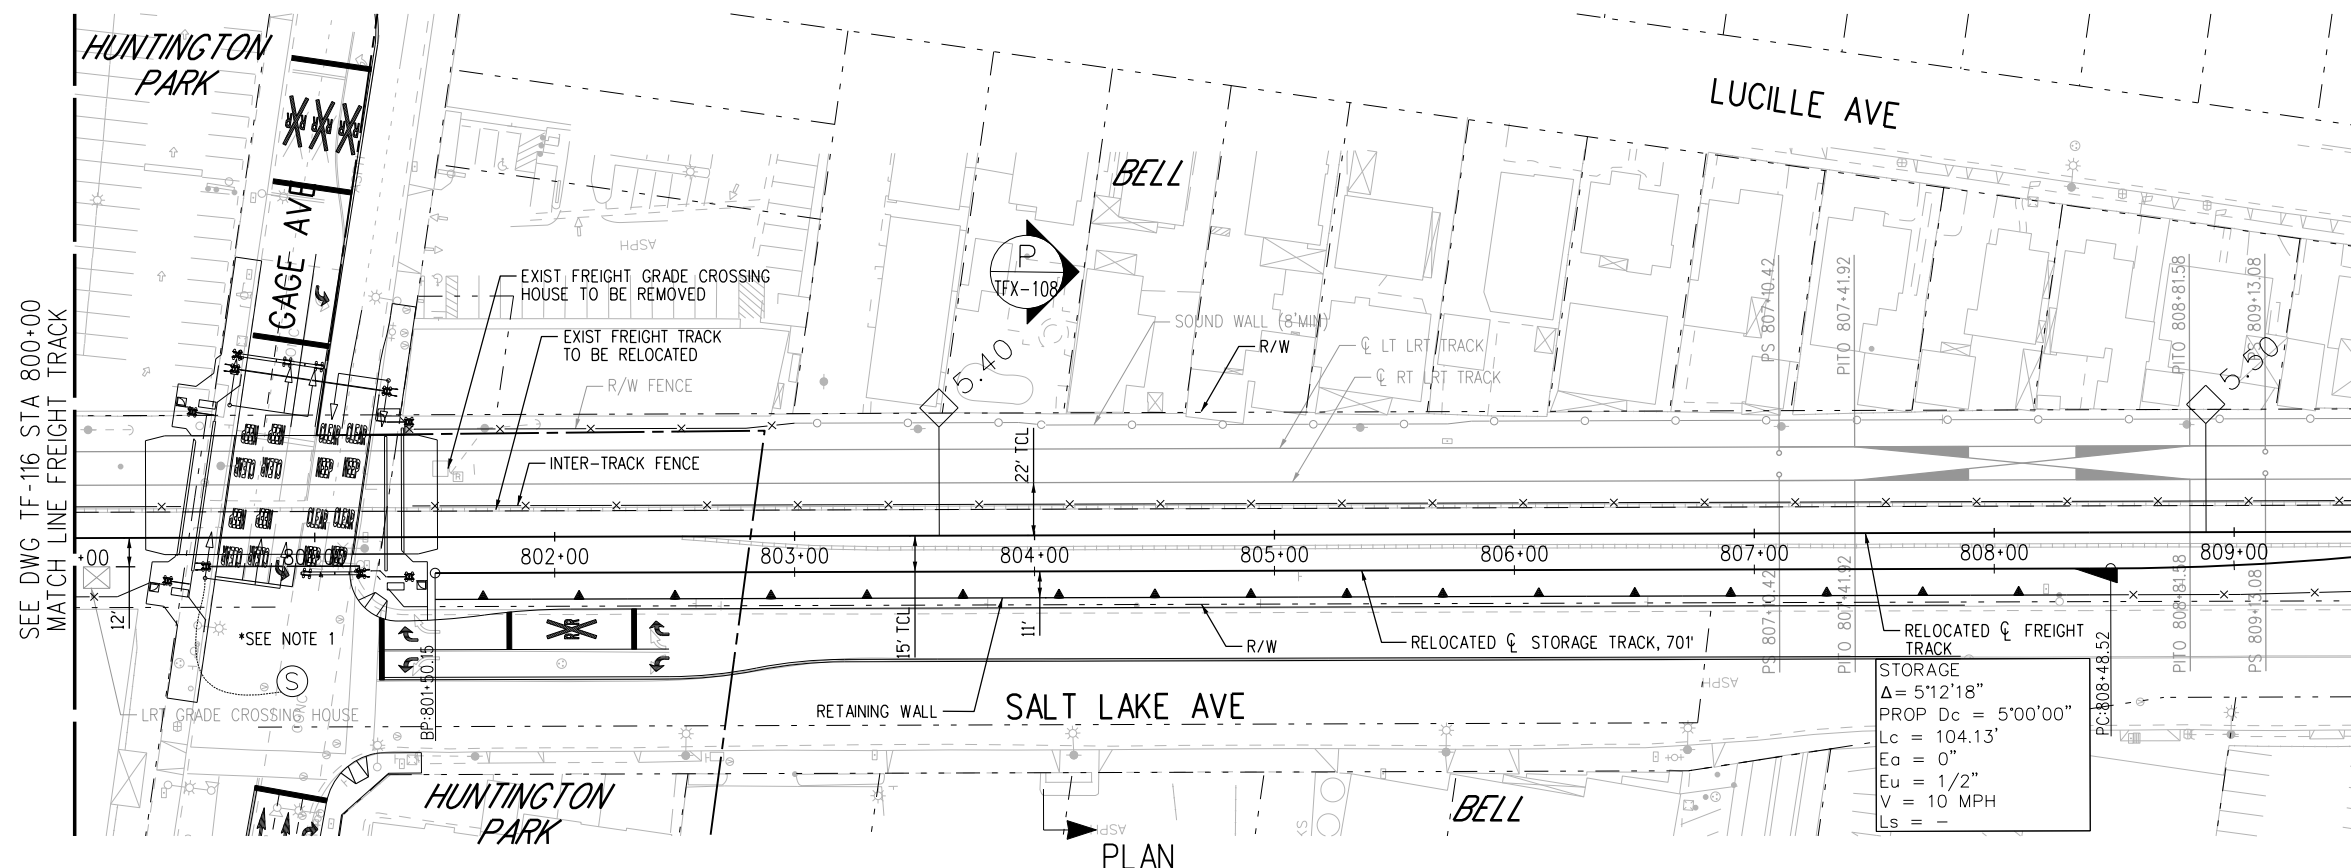 HUNTINGTON
PARK
GAGE AVE
SEE DWG TF-116 STA 800+00
MATCH LINE FREIGHT TRACK
BELL
LUCILLE AVE
P
TFX-108
ASPH
EXIST FREIGHT GRADE CROSSING
HOUSE TO BE REMOVED
EXIST FREIGHT TRACK
TO BE RELOCATED
R/W FENCE
INTER-TRACK FENCE
SOUND WALL (8'MIN)
R/W
℄ LT LRT TRACK
℄ RT LRT TRACK
5.40
5.50
22' TCL
PS 807+10.42
PITO 807+41.92
PITO 808+81.58
PS 809+13.08
+00
802+00
803+00
804+00
805+00
806+00
807+00
808+00
809+00
12'
15' TCL
11'
*SEE NOTE 1
S
RXR
BP:801+50.15
R/W
RELOCATED ℄ STORAGE TRACK, 701'
RELOCATED ℄ FREIGHT
TRACK
PS 807+10.42
PITO 807+41.92
PITO 808+81.58
PS 809+13.08
PC:808+48.52
LRT GRADE CROSSING HOUSE
CONC
RETAINING WALL
SALT LAKE AVE
ASPH
STORAGE
Δ= 5°12'18"
PROP Dc = 5°00'00"
Lc = 104.13'
Ea = 0"
Eu = 1/2"
V = 10 MPH
Ls = -
HUNTINGTON
PARK
BELL
ASPH
PLAN